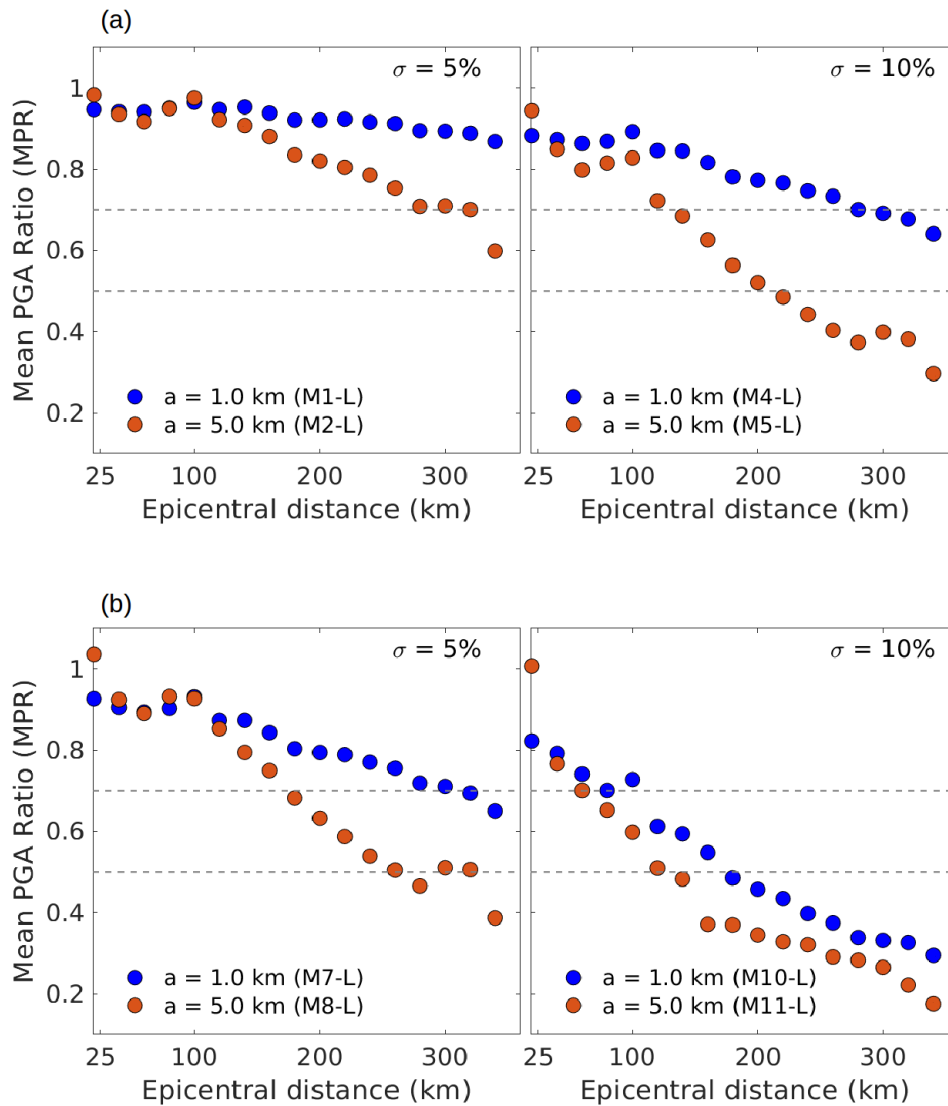 (a)
σ = 5%
σ = 10%
Mean PGA Ratio (MPR)
1
0.8
0.6
0.4
0.2
a = 1.0 km (M1-L)
a = 5.0 km (M2-L)
a = 1.0 km (M4-L)
a = 5.0 km (M5-L)
25 100 200 300
25 100 200 300
Epicentral distance (km)
Epicentral distance (km)
(b)
σ = 5%
σ = 10%
Mean PGA Ratio (MPR)
1
0.8
0.6
0.4
0.2
a = 1.0 km (M7-L)
a = 5.0 km (M8-L)
a = 1.0 km (M10-L)
a = 5.0 km (M11-L)
25 100 200 300
25 100 200 300
Epicentral distance (km)
Epicentral distance (km)